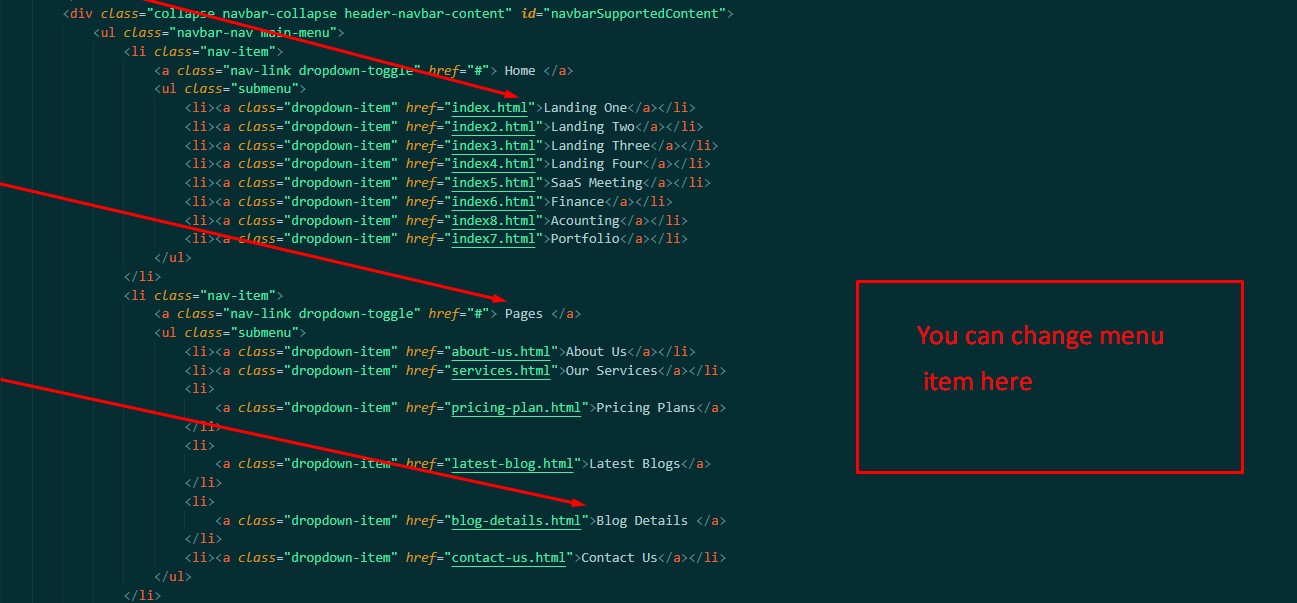 <div class="collapse navbar-collapse header-navbar-content" id="navbarSupportedContent">
<ul class="navbar-nav main-menu">
<li class="nav-item">
<a class="nav-link dropdown-toggle" href="#"> Home </a>
<ul class="submenu">
<li><a class="dropdown-item" href="index.html">Landing One</a></li>
<li><a class="dropdown-item" href="index2.html">Landing Two</a></li>
<li><a class="dropdown-item" href="index3.html">Landing Three</a></li>
<li><a class="dropdown-item" href="index4.html">Landing Four</a></li>
<li><a class="dropdown-item" href="index5.html">SaaS Meeting</a></li>
<li><a class="dropdown-item" href="index6.html">Finance</a></li>
<li><a class="dropdown-item" href="index8.html">Acounting</a></li>
<li><a class="dropdown-item" href="index7.html">Portfolio</a></li>
</ul>
</li>
<li class="nav-item">
<a class="nav-link dropdown-toggle" href="#"> Pages </a>
<ul class="submenu">
<li><a class="dropdown-item" href="about-us.html">About Us</a></li>
<li><a class="dropdown-item" href="services.html">Our Services</a></li>
<li>
<a class="dropdown-item" href="pricing-plan.html">Pricing Plans</a>
</li>
<li>
<a class="dropdown-item" href="latest-blog.html">Latest Blogs</a>
</li>
<li>
<a class="dropdown-item" href="blog-details.html">Blog Details </a>
</li>
<li><a class="dropdown-item" href="contact-us.html">Contact Us</a></li>
</ul>
</li>
You can change menu
item here